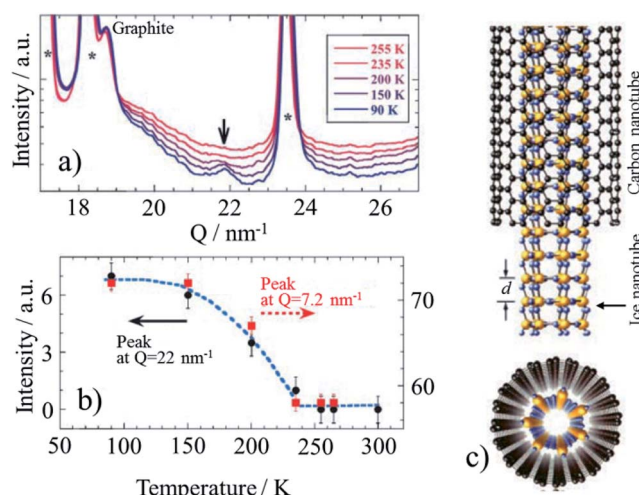 Graphite
*
*
*
255 K
235 K
200 K
150 K
90 K
a)
Intensity / a.u.
18
20
22
24
26
Q / nm⁻¹
Intensity / a.u.
6
3
0
Peak
at Q=7.2 nm⁻¹
Peak
at Q=22 nm⁻¹
70
60
b)
50
100
150
200
250
300
Temperature / K
Carbon nanotube
d
Ice nanotube
c)